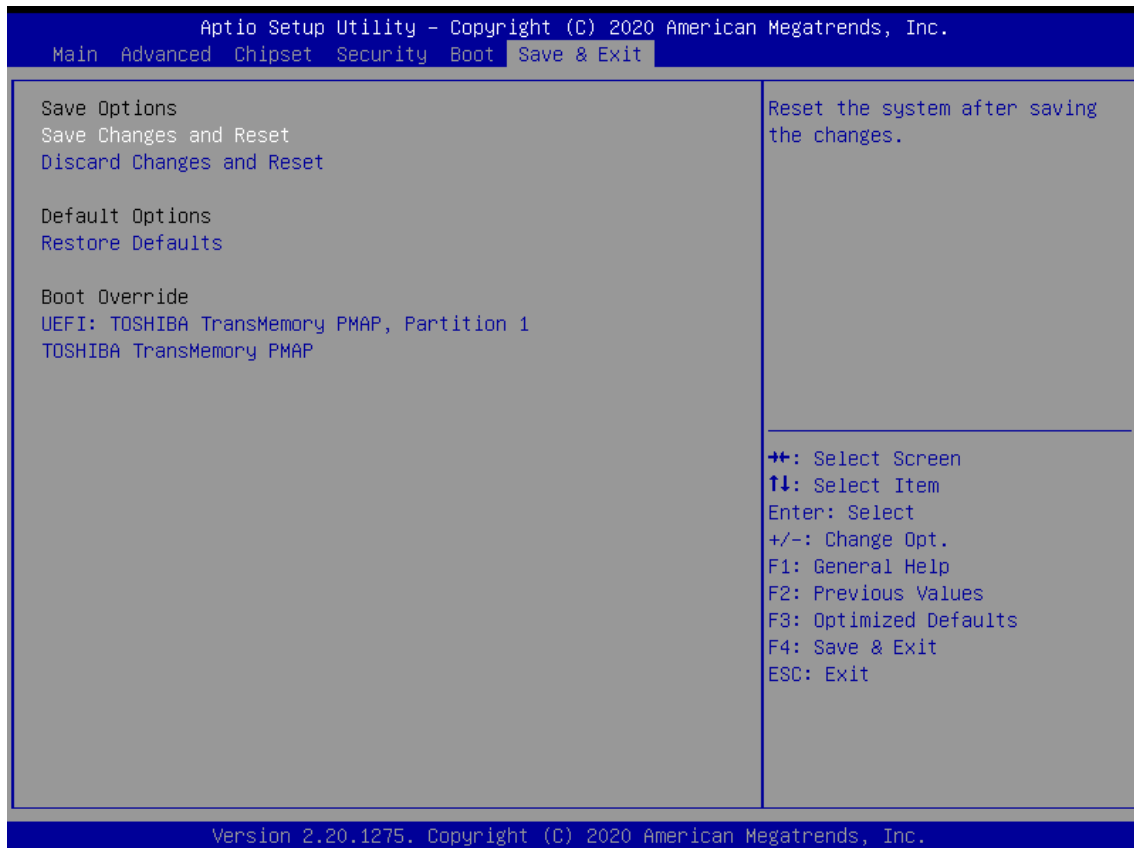 Aptio Setup Utility – Copyright (C) 2020 American Megatrends, Inc.
Main Advanced Chipset Security Boot Save & Exit
Save Options
Save Changes and Reset
Discard Changes and Reset
Default Options
Restore Defaults
Boot Override
UEFI: TOSHIBA TransMemory PMAP, Partition 1
TOSHIBA TransMemory PMAP
Reset the system after saving
the changes.
→←: Select Screen
↑↓: Select Item
Enter: Select
+/-: Change Opt.
F1: General Help
F2: Previous Values
F3: Optimized Defaults
F4: Save & Exit
ESC: Exit
Version 2.20.1275. Copyright (C) 2020 American Megatrends, Inc.